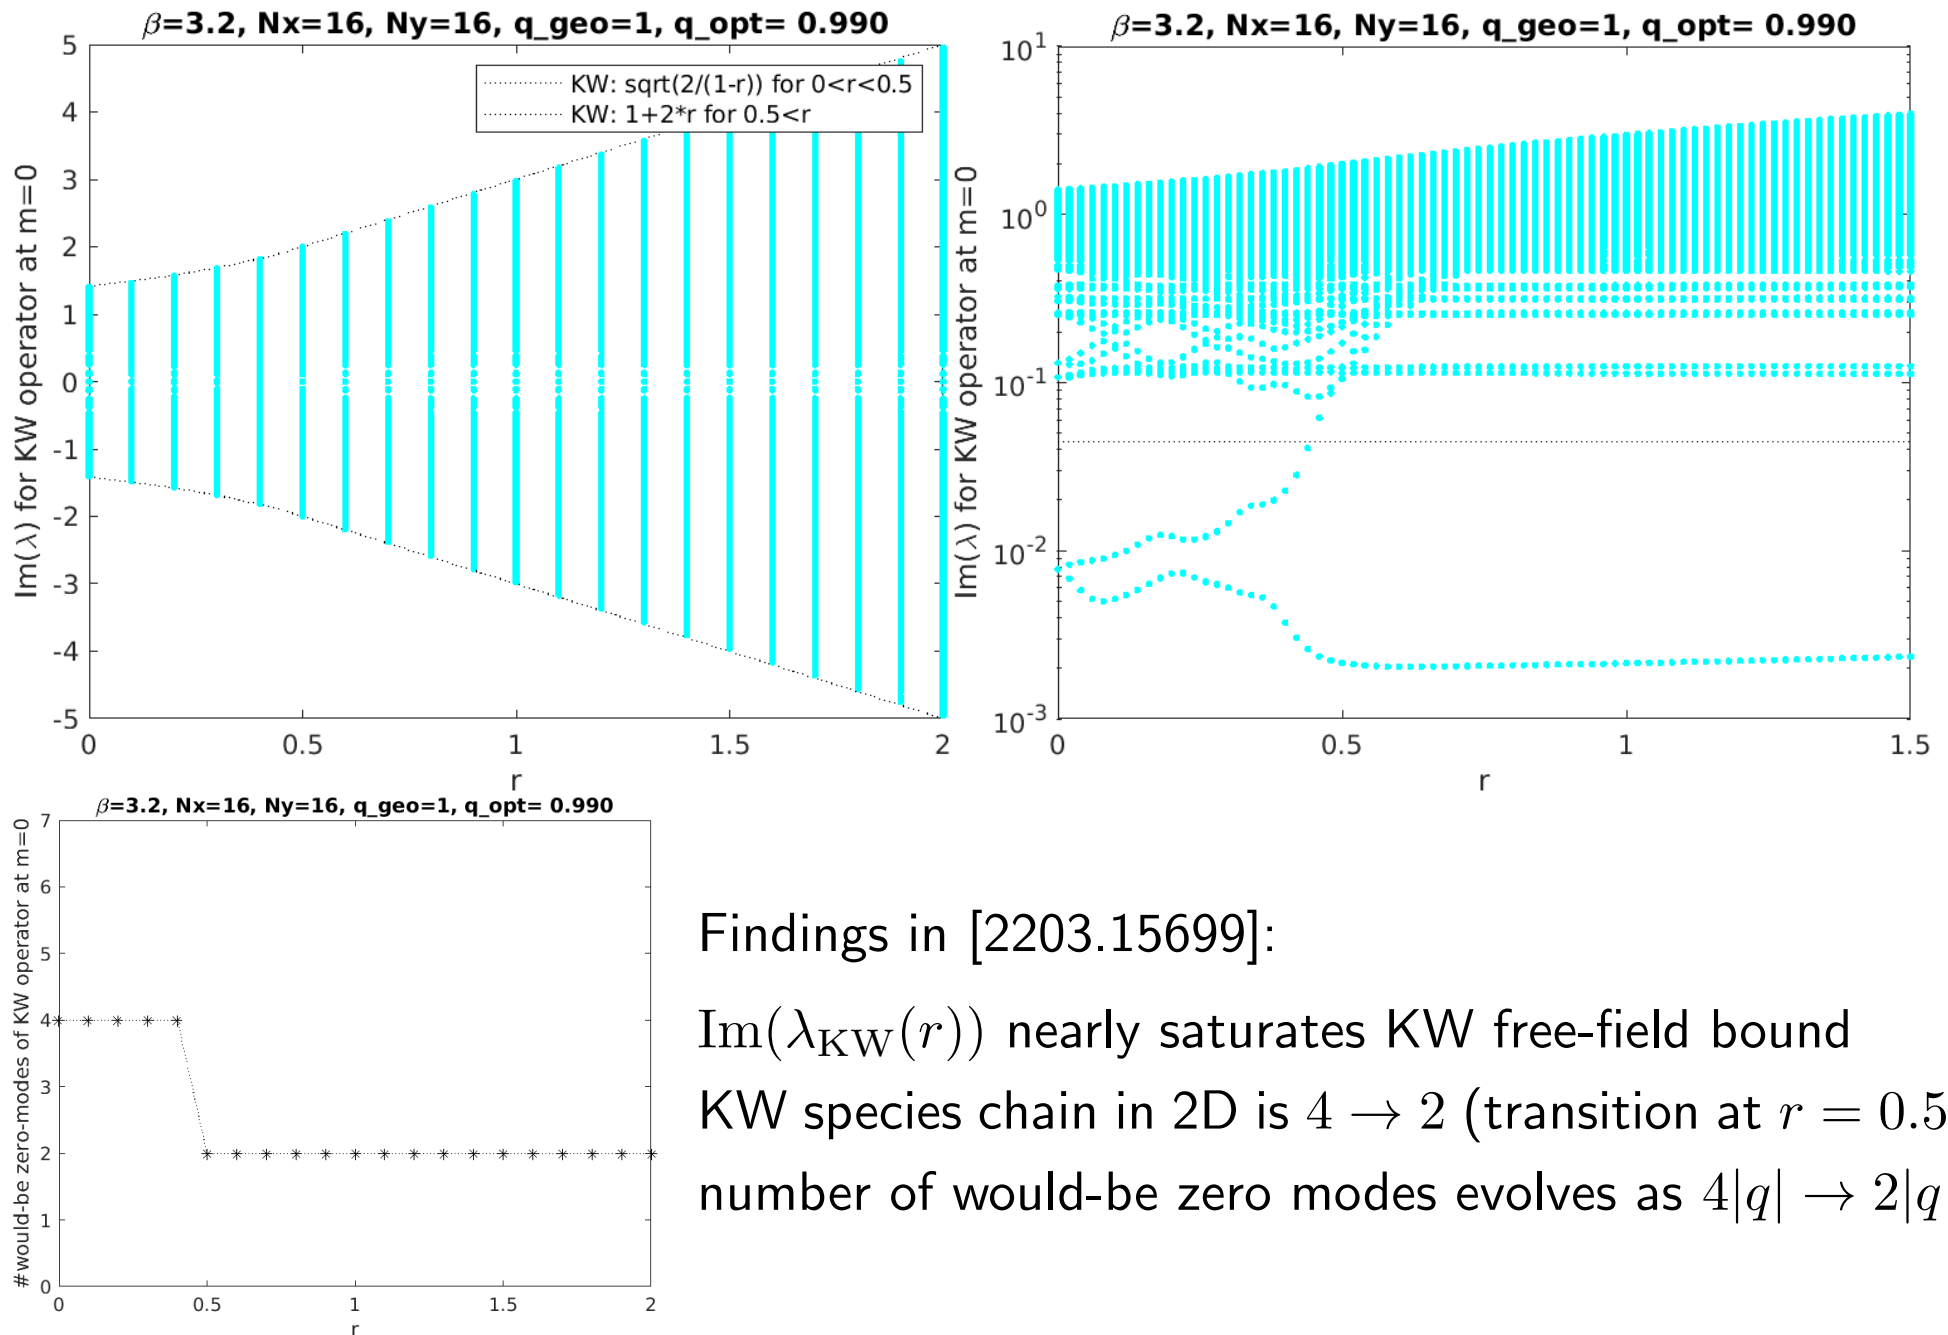 β=3.2, Nx=16, Ny=16, q_geo=1, q_opt= 0.990
KW: sqrt(2/(1-r)) for 0<r<0.5
KW: 1+2*r for 0.5<r
Im(λ) for KW operator at m=0
5
4
3
2
1
0
-1
-2
-3
-4
-5
0 0.5 1 1.5 2
r
β=3.2, Nx=16, Ny=16, q_geo=1, q_opt= 0.990
Im(λ) for KW operator at m=0
10^1
10^0
10^-1
10^-2
10^-3
0 0.5 1 1.5
r
β=3.2, Nx=16, Ny=16, q_geo=1, q_opt= 0.990
#would-be zero-modes of KW operator at m=0
7
6
5
4
3
2
1
0
0 0.5 1 1.5 2
r
Findings in [2203.15699]:
Im(λ_KW(r)) nearly saturates KW free-field bound
KW species chain in 2D is 4 → 2 (transition at r = 0.5
number of would-be zero modes evolves as 4|q| → 2|q